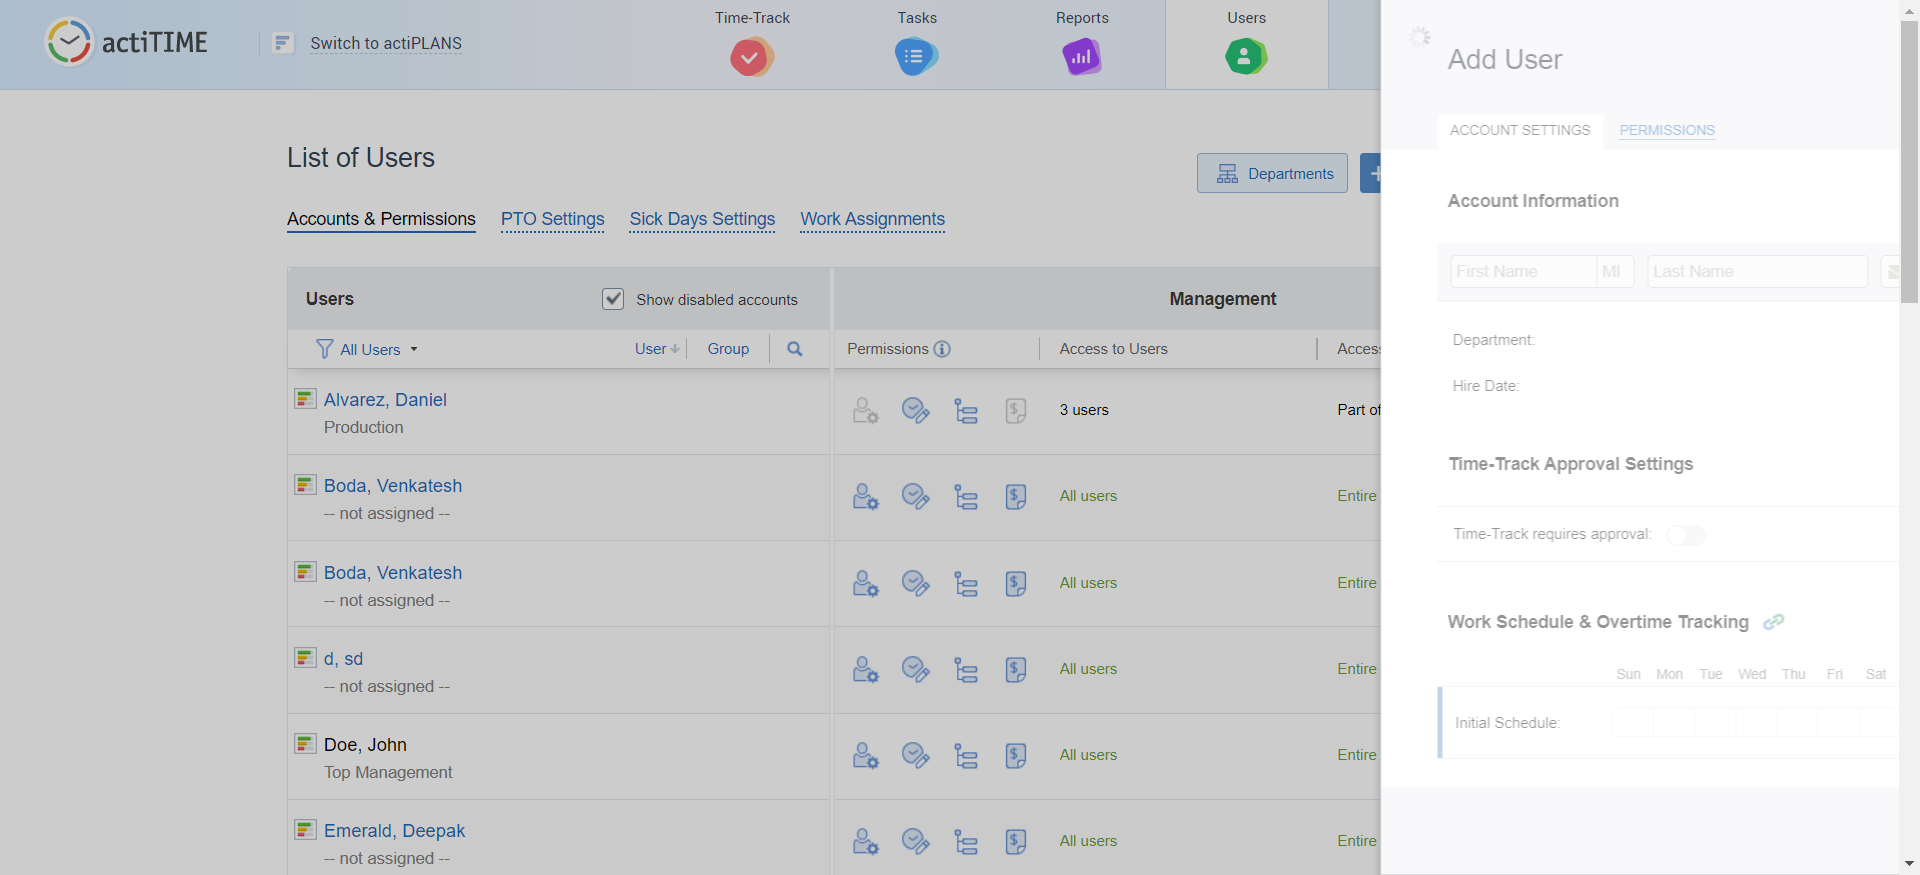 actiTIME
Switch to actiPLANS
Time-Track
Tasks
Reports
Users
List of Users
Departments
+
Accounts & Permissions
PTO Settings
Sick Days Settings
Work Assignments
Users
Show disabled accounts
Management
All Users
User
Group
Permissions
Access to Users
Acces
Alvarez, Daniel
Production
3 users
Part of
Boda, Venkatesh
-- not assigned --
All users
Entire
Boda, Venkatesh
-- not assigned --
All users
Entire
d, sd
-- not assigned --
All users
Entire
Doe, John
Top Management
All users
Entire
Emerald, Deepak
-- not assigned --
All users
Entire
Add User
ACCOUNT SETTINGS
PERMISSIONS
Account Information
First Name
MI
Last Name
Department:
Hire Date:
Time-Track Approval Settings
Time-Track requires approval:
Work Schedule & Overtime Tracking
Sun Mon Tue Wed Thu Fri Sat
Initial Schedule: